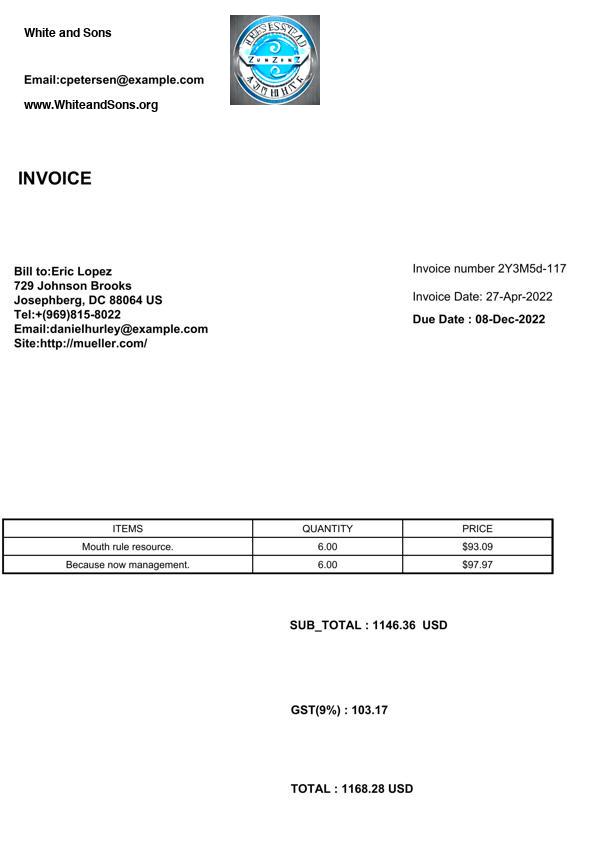 White and Sons
ZUNZENZ
Email:cpetersen@example.com
www.WhiteandSons.org
INVOICE
Bill to:Eric Lopez
729 Johnson Brooks
Josephberg, DC 88064 US
Tel:+(969)815-8022
Email:danielhurley@example.com
Site:http://mueller.com/
Invoice number 2Y3M5d-117
Invoice Date: 27-Apr-2022
Due Date : 08-Dec-2022
ITEMS QUANTITY PRICE
Mouth rule resource. 6.00 $93.09
Because now management. 6.00 $97.97
SUB_TOTAL : 1146.36 USD
GST(9%) : 103.17
TOTAL : 1168.28 USD